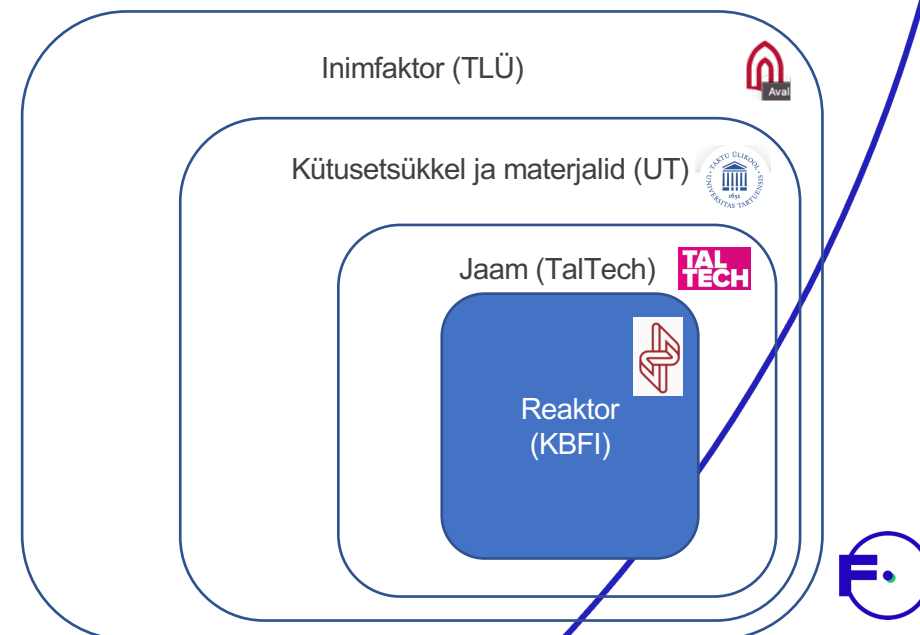 Inimfaktor (TLÜ)
Aval
Kütusetsükkel ja materjalid (UT)
TARTU ÜLIKOOL
1632
UNIVERSITAS TARTUENSIS
Jaam (TalTech)
TAL
TECH
Reaktor
(KBFI)
F